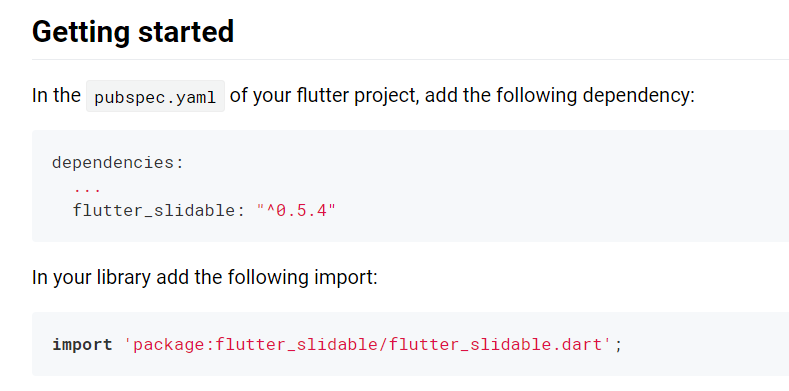 Getting started
In the pubspec.yaml of your flutter project, add the following dependency:
dependencies:
...
flutter_slidable: "^0.5.4"
In your library add the following import:
import 'package:flutter_slidable/flutter_slidable.dart';